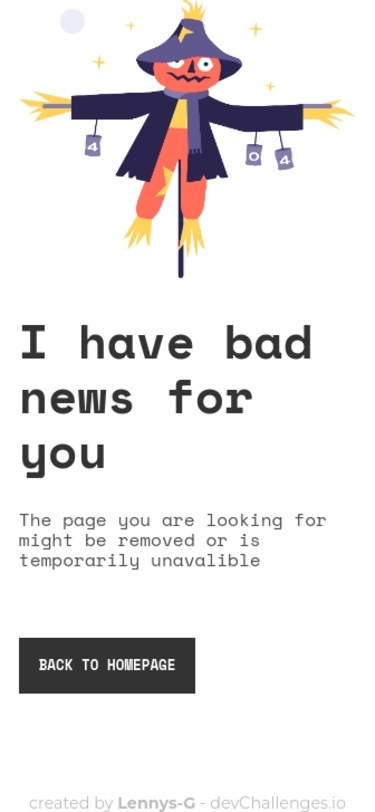 4
0 4
I have bad
news for
you
The page you are looking for
might be removed or is
temporarily unavalible
BACK TO HOMEPAGE
created by Lennys-G - devChallenges.io